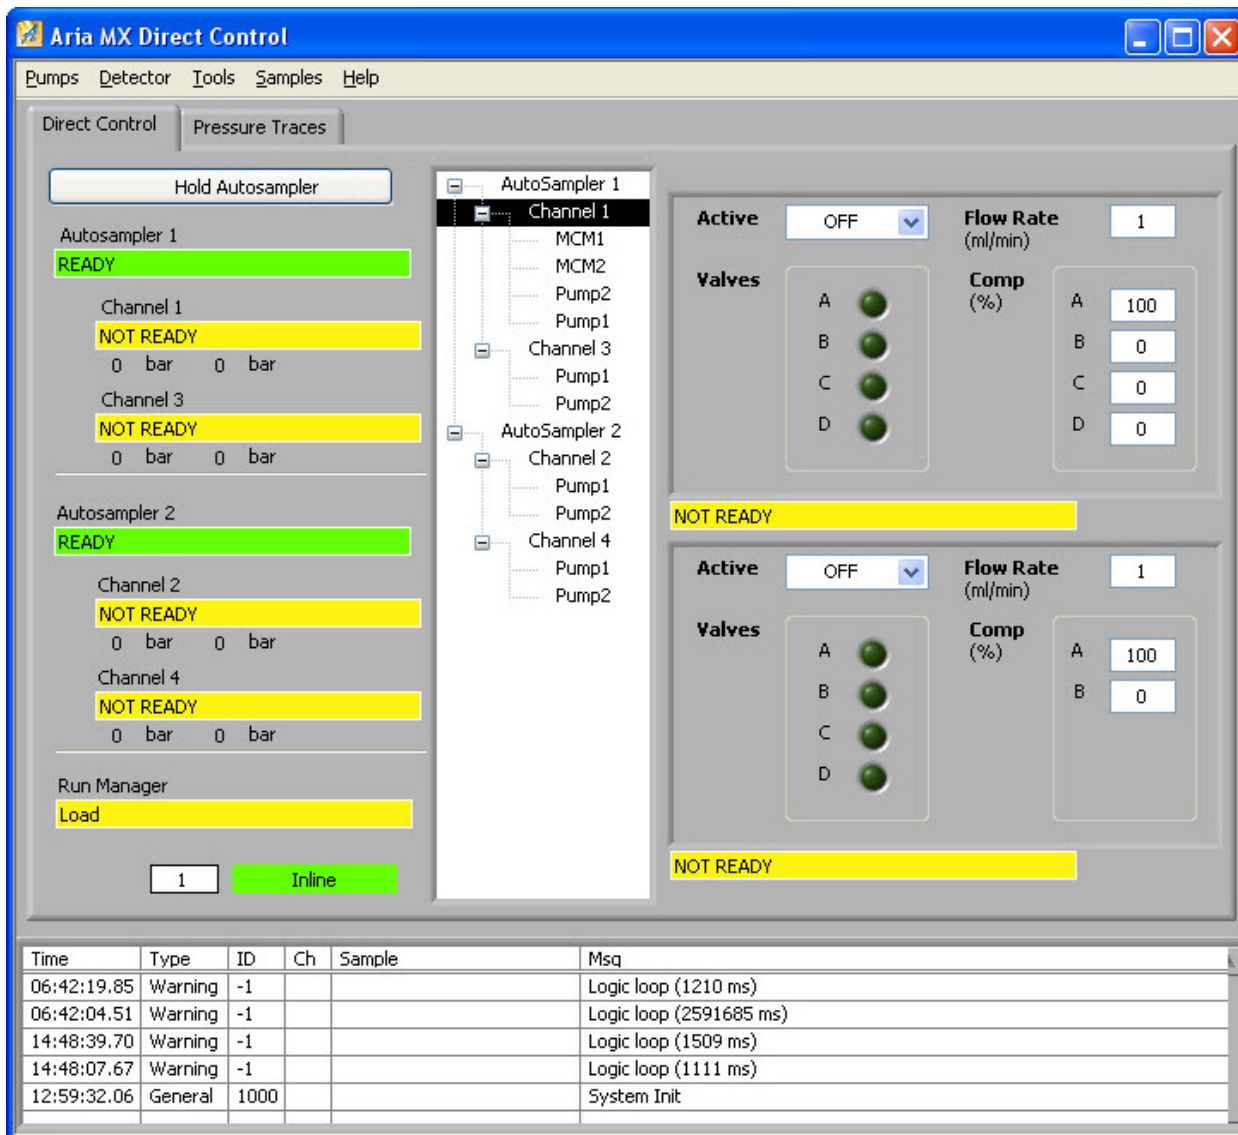 Aria MX Direct Control
Pumps Detector Tools Samples Help
Direct Control Pressure Traces
Hold Autosampler
Autosampler 1
READY
Channel 1
NOT READY
0 bar 0 bar
Channel 3
NOT READY
0 bar 0 bar
Autosampler 2
READY
Channel 2
NOT READY
0 bar 0 bar
Channel 4
NOT READY
0 bar 0 bar
Run Manager
Load
1 Inline
AutoSampler 1
Channel 1
MCM1
MCM2
Pump2
Pump1
Channel 3
Pump1
Pump2
AutoSampler 2
Channel 2
Pump1
Pump2
Channel 4
Pump1
Pump2
Active OFF Flow Rate 1
(ml/min)
Valves Comp
(%)
A A 100
B B 0
C C 0
D D 0
NOT READY
Active OFF Flow Rate 1
(ml/min)
Valves Comp
(%)
A A 100
B B 0
C
D
NOT READY
Time Type ID Ch Sample Msg
06:42:19.85 Warning -1 Logic loop (1210 ms)
06:42:04.51 Warning -1 Logic loop (2591685 ms)
14:48:39.70 Warning -1 Logic loop (1509 ms)
14:48:07.67 Warning -1 Logic loop (1111 ms)
12:59:32.06 General 1000 System Init